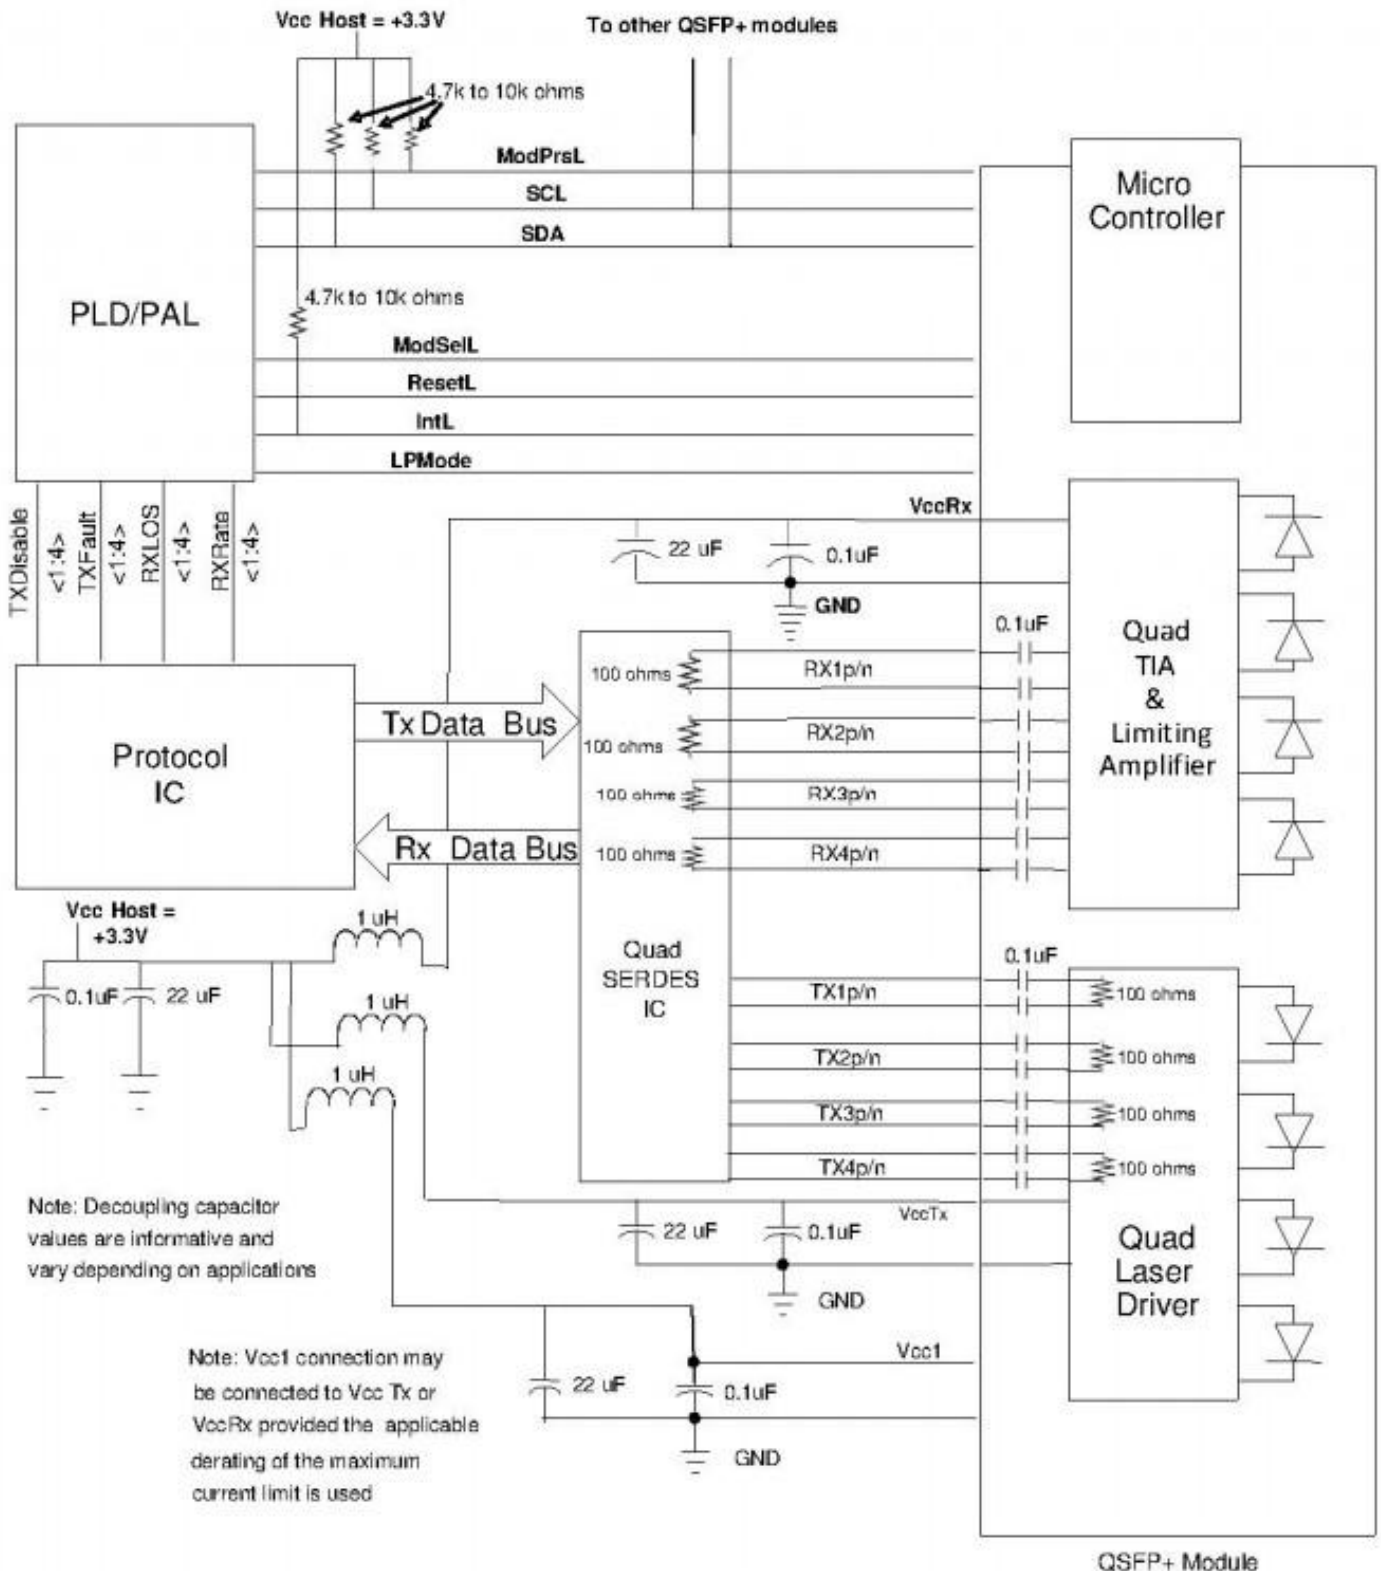 Vcc Host = +3.3V
To other QSFP+ modules
4.7k to 10k ohms
ModPrsL
SCL
SDA
Micro
Controller
PLD/PAL
4.7k to 10k ohms
ModSelL
ResetL
IntL
LPMode
TXDisable
<1:4>
TXFault
<1:4>
RXLOS
<1:4>
RXRate
<1:4>
VccRx
22 uF
0.1uF
GND
0.1uF
Quad
TIA
&
Limiting
Amplifier
100 ohms
RX1p/n
100 ohms
RX2p/n
100 ohms
RX3p/n
100 ohms
RX4p/n
Tx Data Bus
Protocol
IC
Rx Data Bus
Vcc Host =
+3.3V
1 uH
0.1uF
22 uF
1 uH
1 uH
Quad
SERDES
IC
0.1uF
TX1p/n
100 ohms
TX2p/n
100 ohms
TX3p/n
100 ohms
TX4p/n
100 ohms
Note: Decoupling capacitor
values are informative and
vary depending on applications
VccTx
22 uF
0.1uF
GND
Quad
Laser
Driver
Note: Vcc1 connection may
be connected to Vcc Tx or
VccRx provided the applicable
derating of the maximum
current limit is used
Vcc1
22 uF
0.1uF
GND
QSFP+ Module